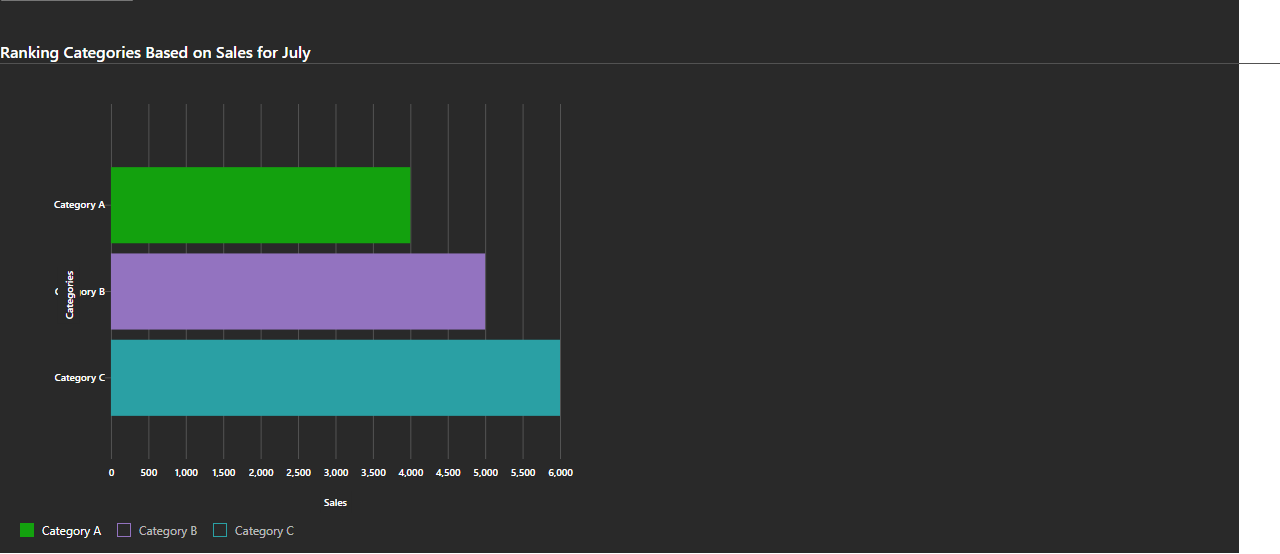 Ranking Categories Based on Sales for July
Category A
Categories
ory B
Category C
0 500 1,000 1,500 2,000 2,500 3,000 3,500 4,000 4,500 5,000 5,500 6,000
Sales
Category A Category B Category C